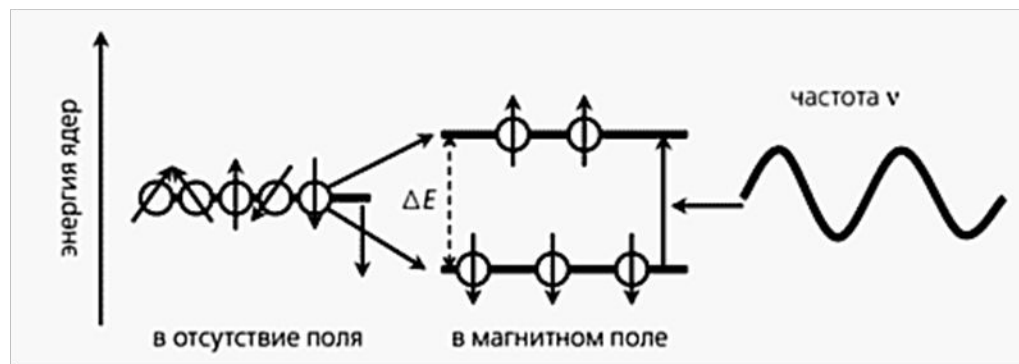 энергия ядер
частота ν
ΔE
в отсутствие поля
в магнитном поле